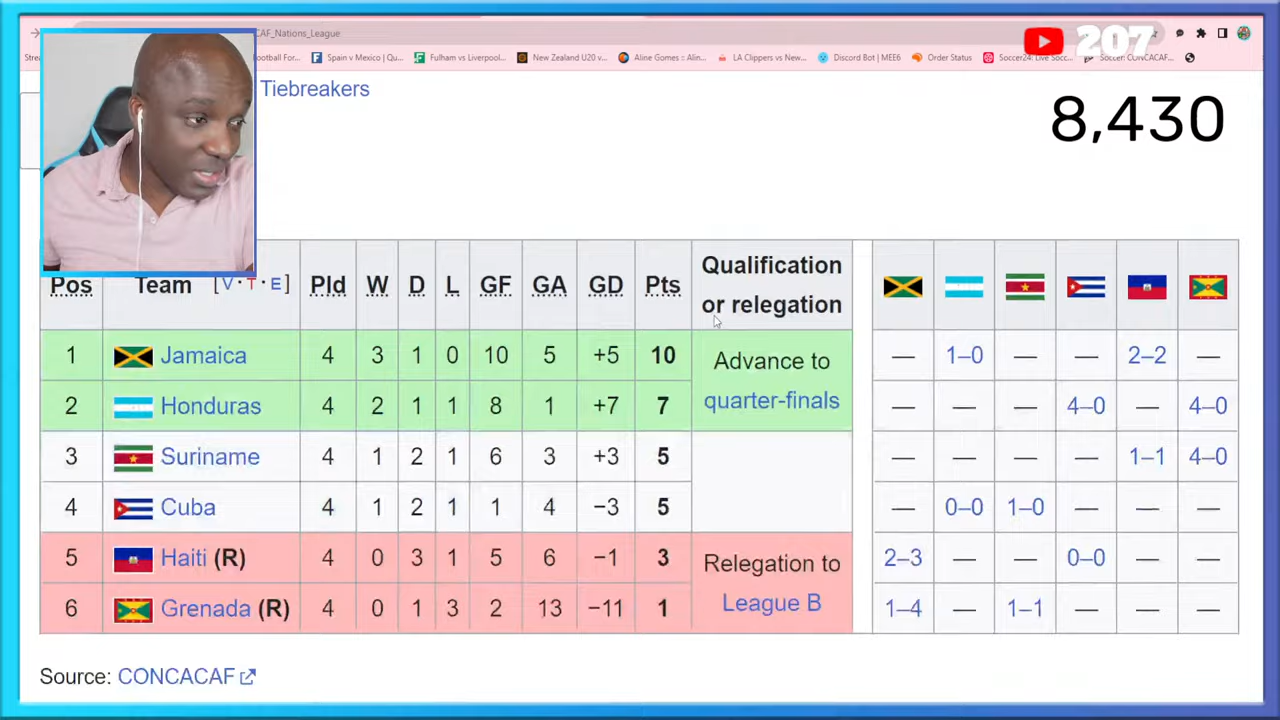 CAF_Nations_League
207
Strea
ootball For...
Spain v Mexico | Qu...
Fulham vs Liverpool...
New Zealand U20 v...
Aline Gomes :: Alin...
LA Clippers vs New...
Discord Bot | MEE6
Order Status
Soccer24: Live Socc...
Soccer: CONCACAF...
Tiebreakers
8,430
Pos Team [V·T·E] Pld W D L GF GA GD Pts Qualification or relegation
1 Jamaica 4 3 1 0 10 5 +5 10 Advance to quarter-finals — 1–0 — — 2–2 —
2 Honduras 4 2 1 1 8 1 +7 7 — — — 4–0 — 4–0
3 Suriname 4 1 2 1 6 3 +3 5 — — — — 1–1 4–0
4 Cuba 4 1 2 1 1 4 −3 5 — 0–0 1–0 — — —
5 Haiti (R) 4 0 3 1 5 6 −1 3 Relegation to League B 2–3 — — 0–0 — —
6 Grenada (R) 4 0 1 3 2 13 −11 1 1–4 — 1–1 — — —
Source: CONCACAF